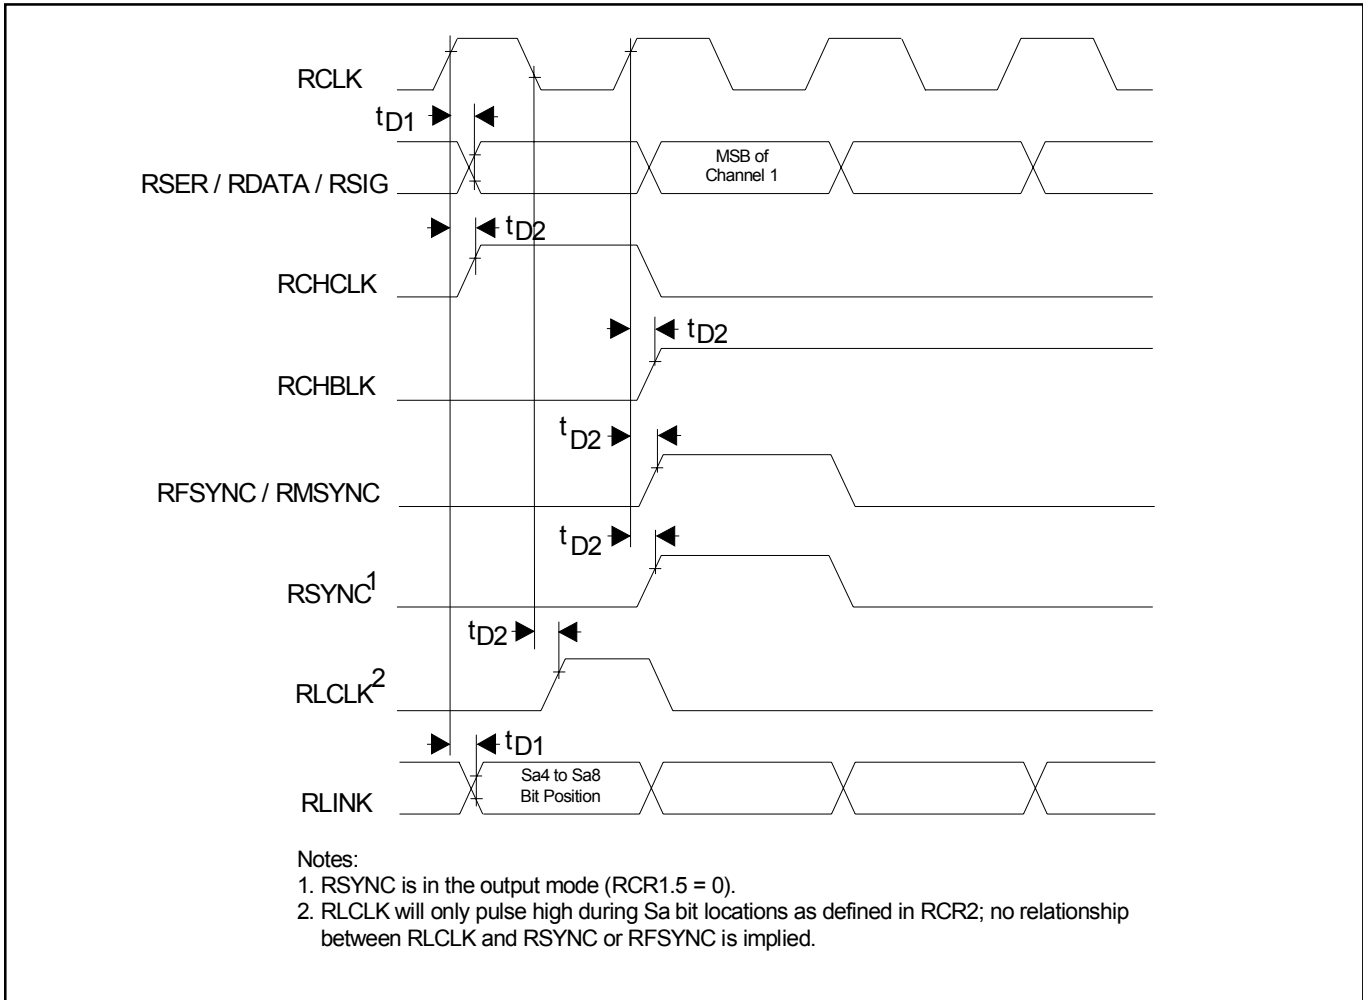 RCLK
tD1
MSB of
Channel 1
RSER / RDATA / RSIG
tD2
RCHCLK
tD2
RCHBLK
tD2
RFSYNC / RMSYNC
tD2
RSYNC1
tD2
RLCLK2
tD1
Sa4 to Sa8
Bit Position
RLINK
Notes:
1. RSYNC is in the output mode (RCR1.5 = 0).
2. RLCLK will only pulse high during Sa bit locations as defined in RCR2; no relationship
between RLCLK and RSYNC or RFSYNC is implied.